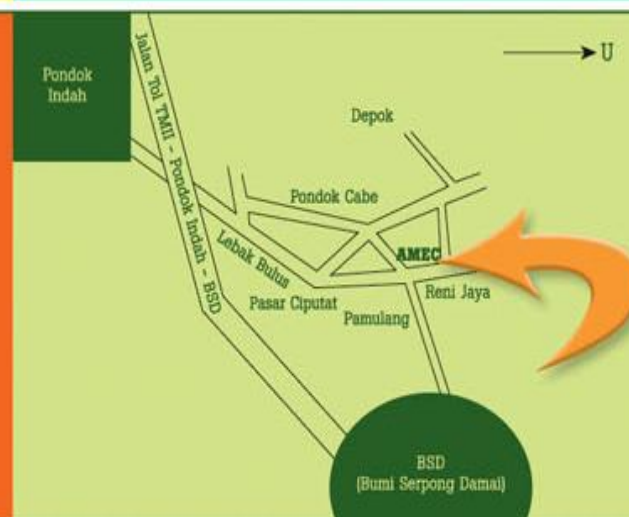 Pondok
Indah
Jalan Tol TMII - Pondok Indah - BSD
U
Depok
Pondok Cabe
Lebak Bulus
AMEC
Pasar Ciputat
Reni Jaya
Pamulang
BSD
(Bumi Serpong Damai)